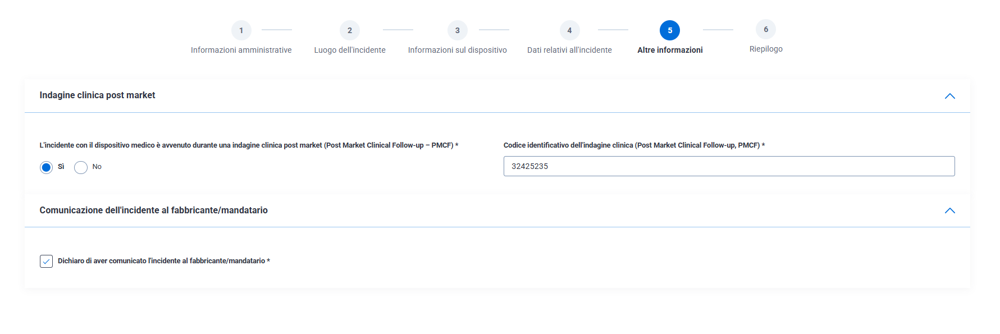 1 2 3 4 5 6
Informazioni amministrative Luogo dell'incidente Informazioni sul dispositivo Dati relativi all'incidente Altre informazioni Riepilogo
Indagine clinica post market
L'incidente con il dispositivo medico è avvenuto durante una indagine clinica post market (Post Market Clinical Follow-up – PMCF) *
Sì No
Codice identificativo dell'indagine clinica (Post Market Clinical Follow-up, PMCF) *
32425235
Comunicazione dell'incidente al fabbricante/mandatario
Dichiaro di aver comunicato l'incidente al fabbricante/mandatario *